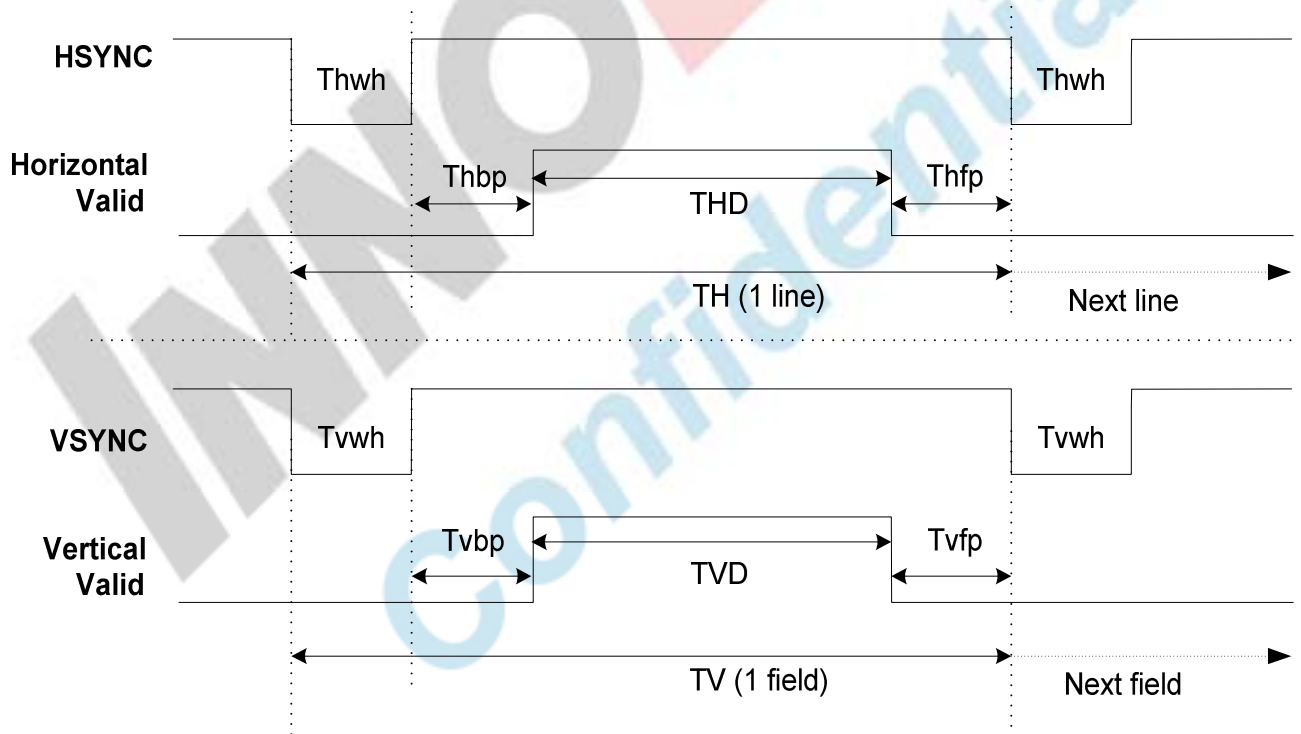 HSYNC
Thwh
Thwh
Horizontal
Valid
Thbp
THD
Thfp
TH (1 line)
Next line
VSYNC
Tvwh
Tvwh
Vertical
Valid
Tvbp
TVD
Tvfp
TV (1 field)
Next field
INNO
Confidentia